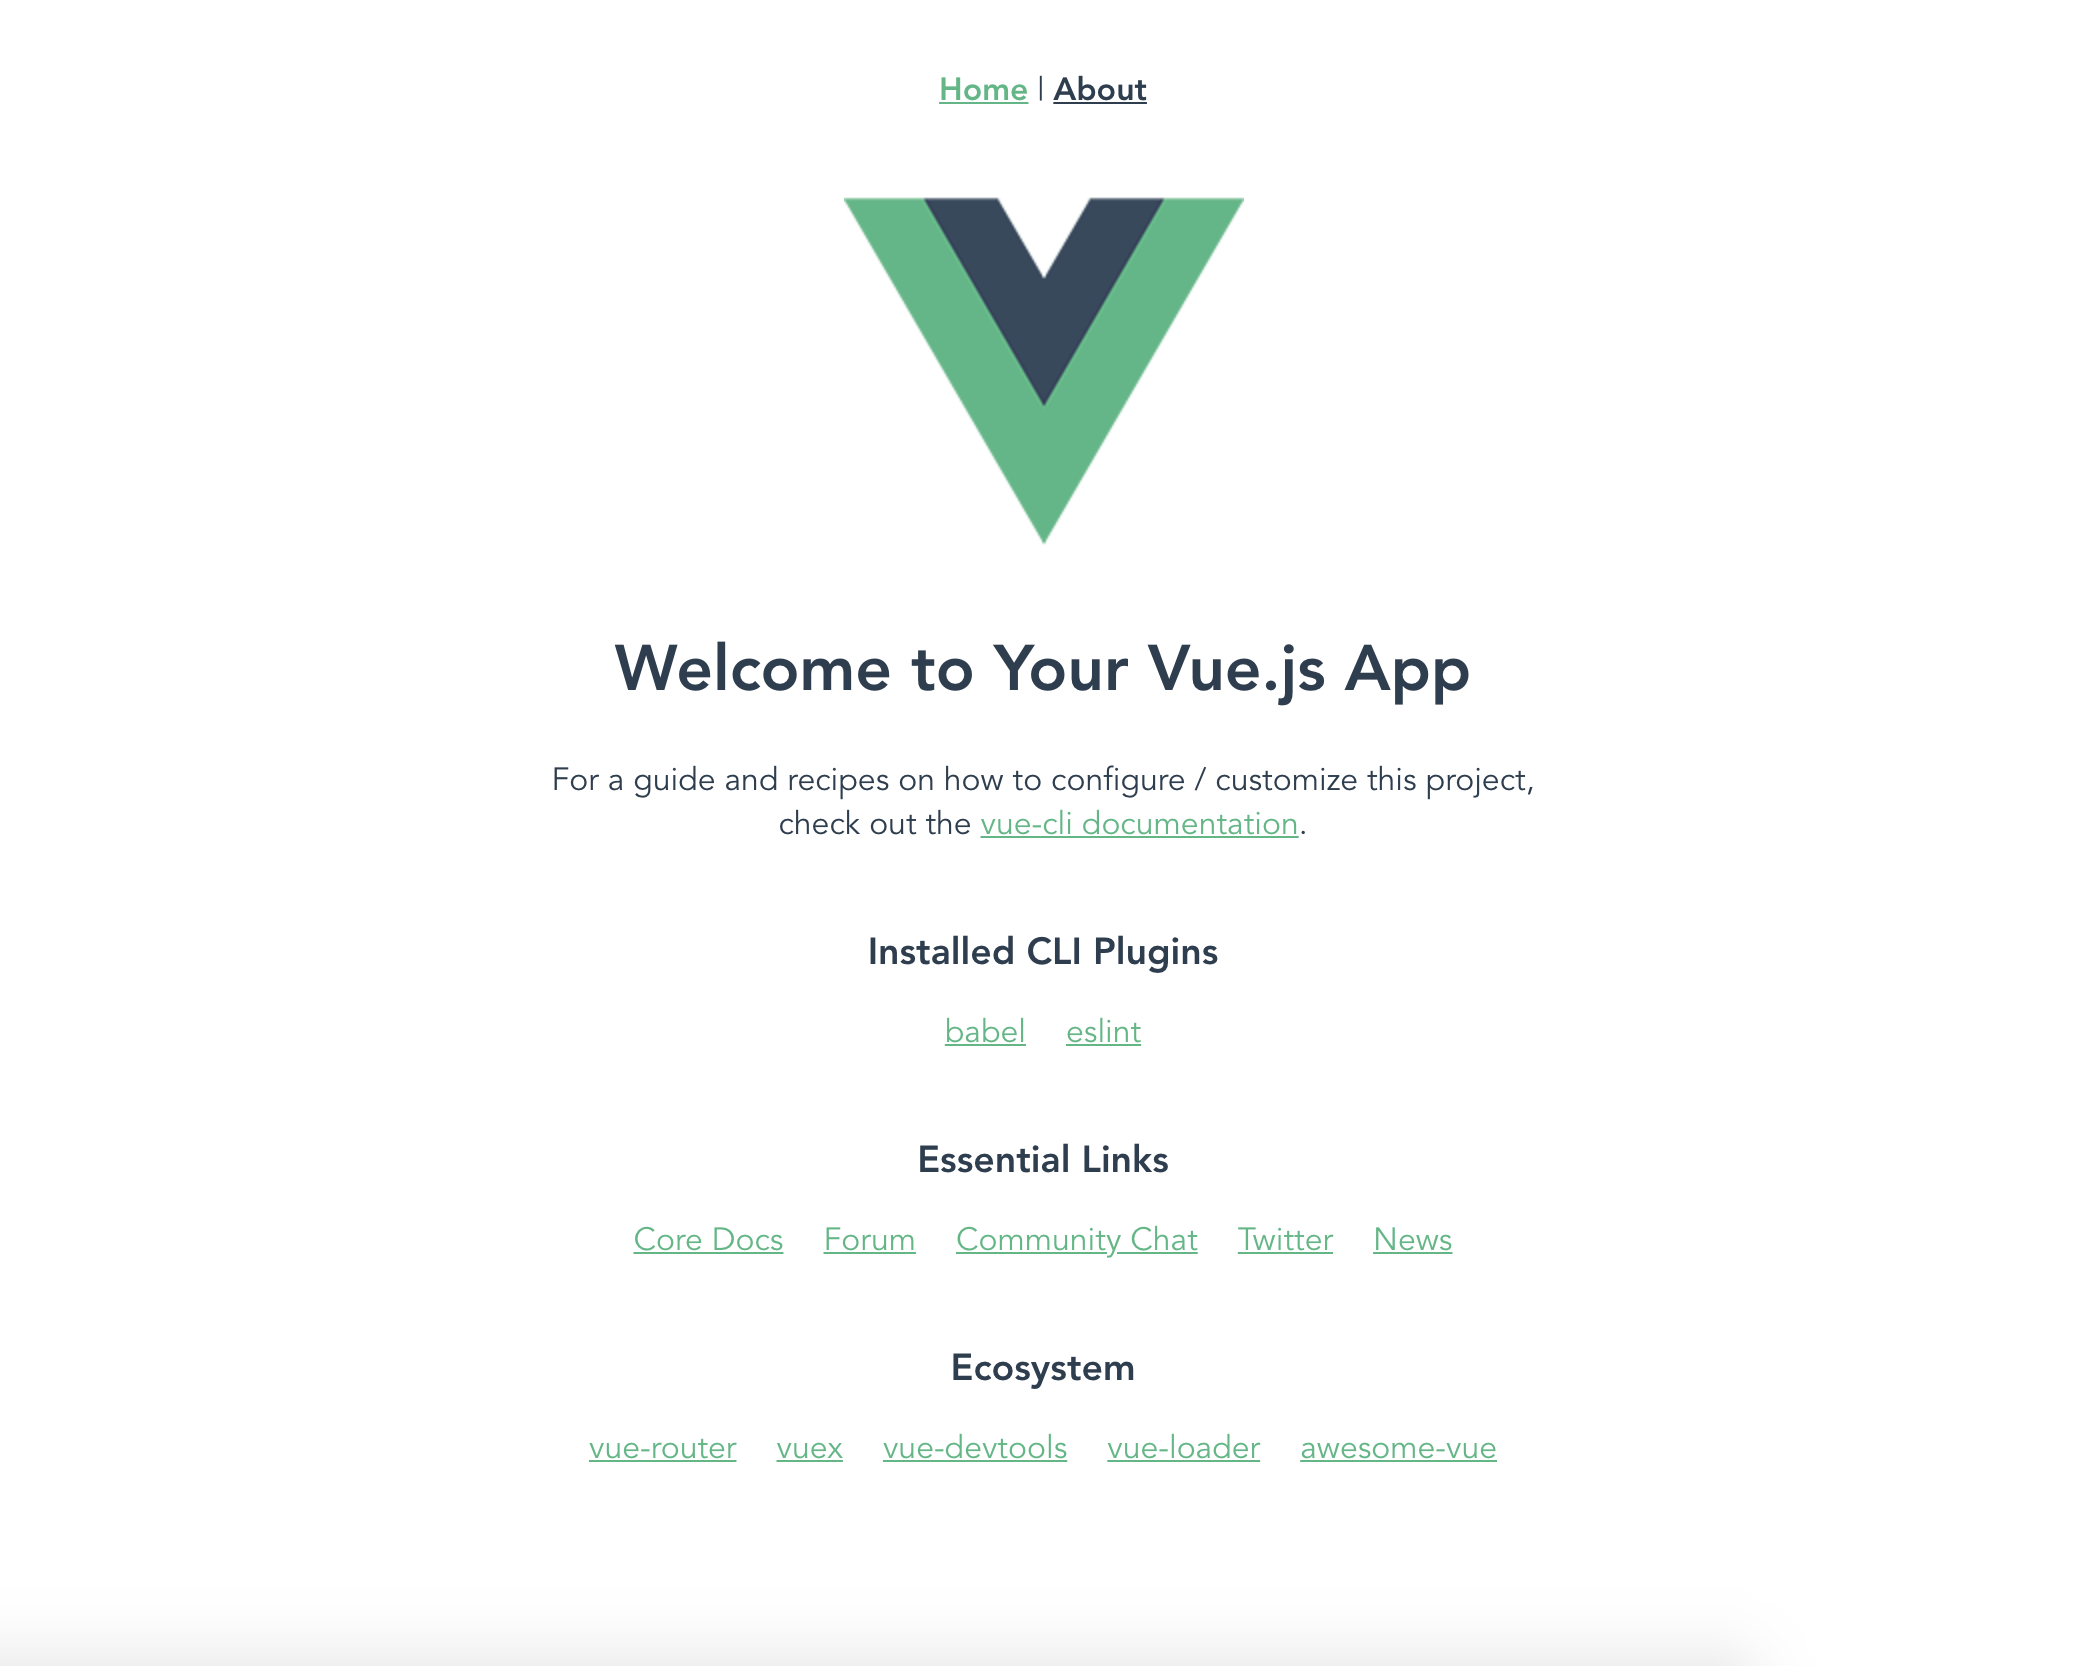 Home | About
Welcome to Your Vue.js App
For a guide and recipes on how to configure / customize this project,
check out the vue-cli documentation.
Installed CLI Plugins
babel eslint
Essential Links
Core Docs Forum Community Chat Twitter News
Ecosystem
vue-router vuex vue-devtools vue-loader awesome-vue